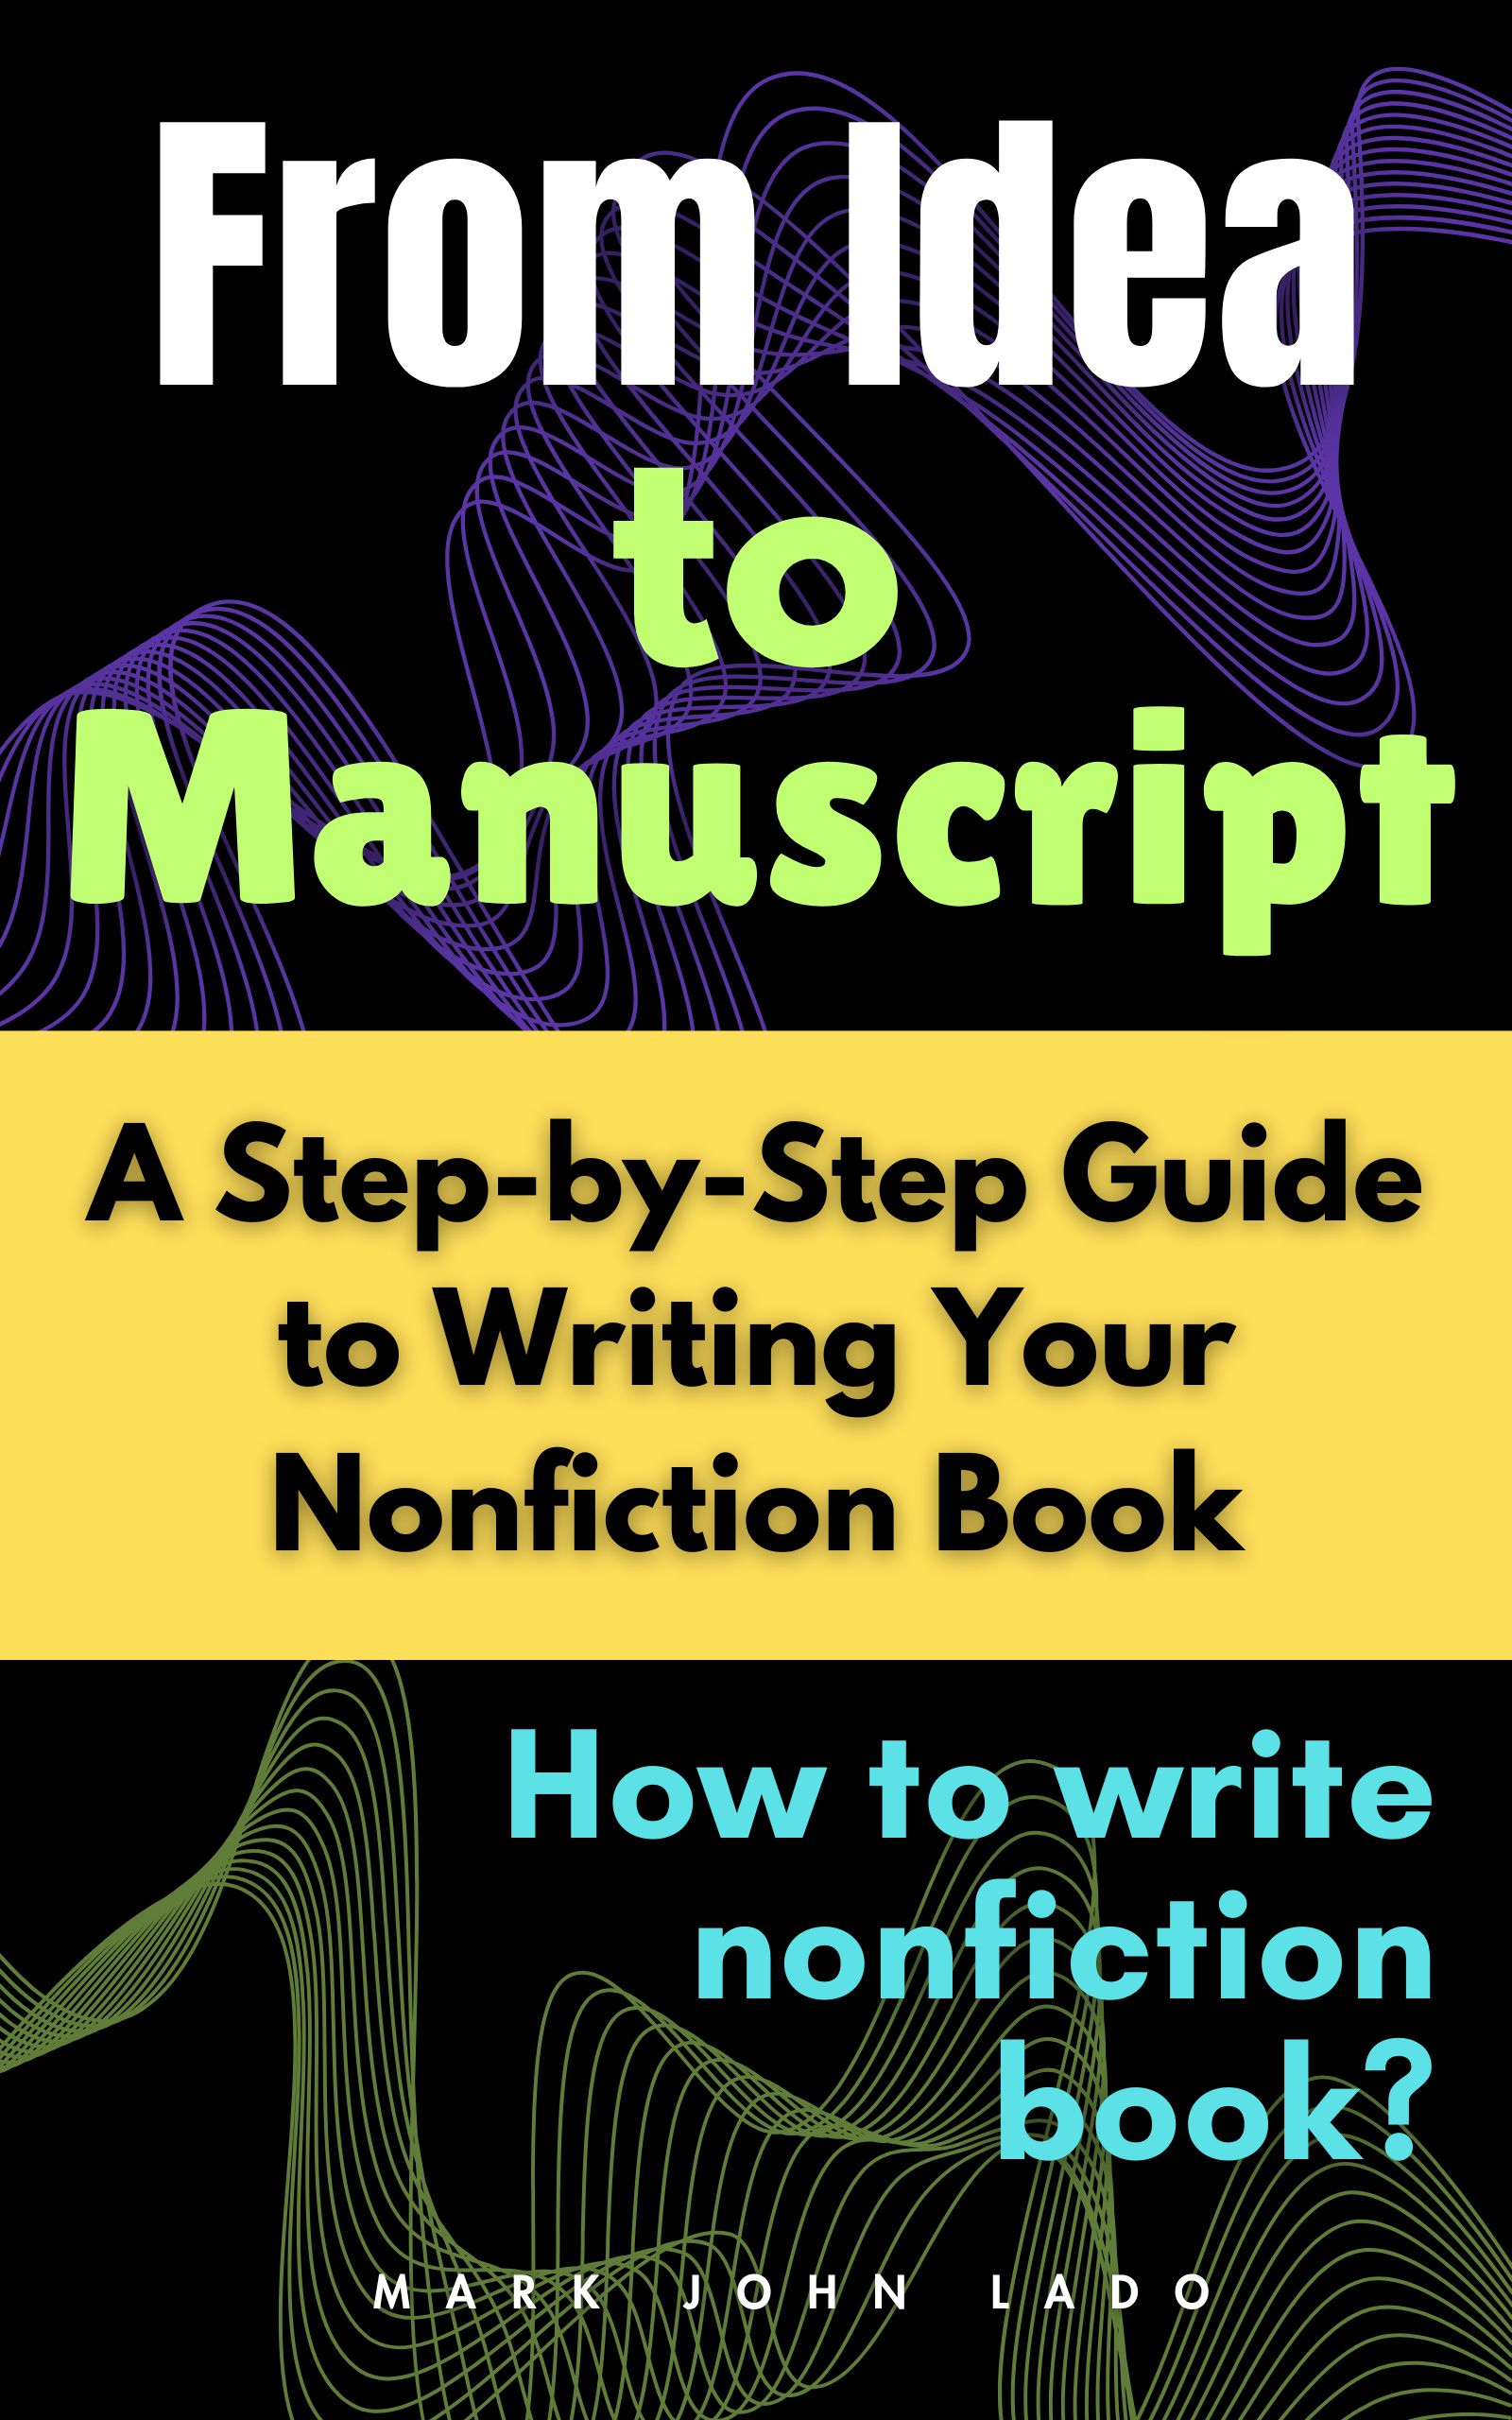 From Idea
to
Manuscript
A Step-by-Step Guide
to Writing Your
Nonfiction Book
How to write
nonfiction
book?
MARK JOHN LADO